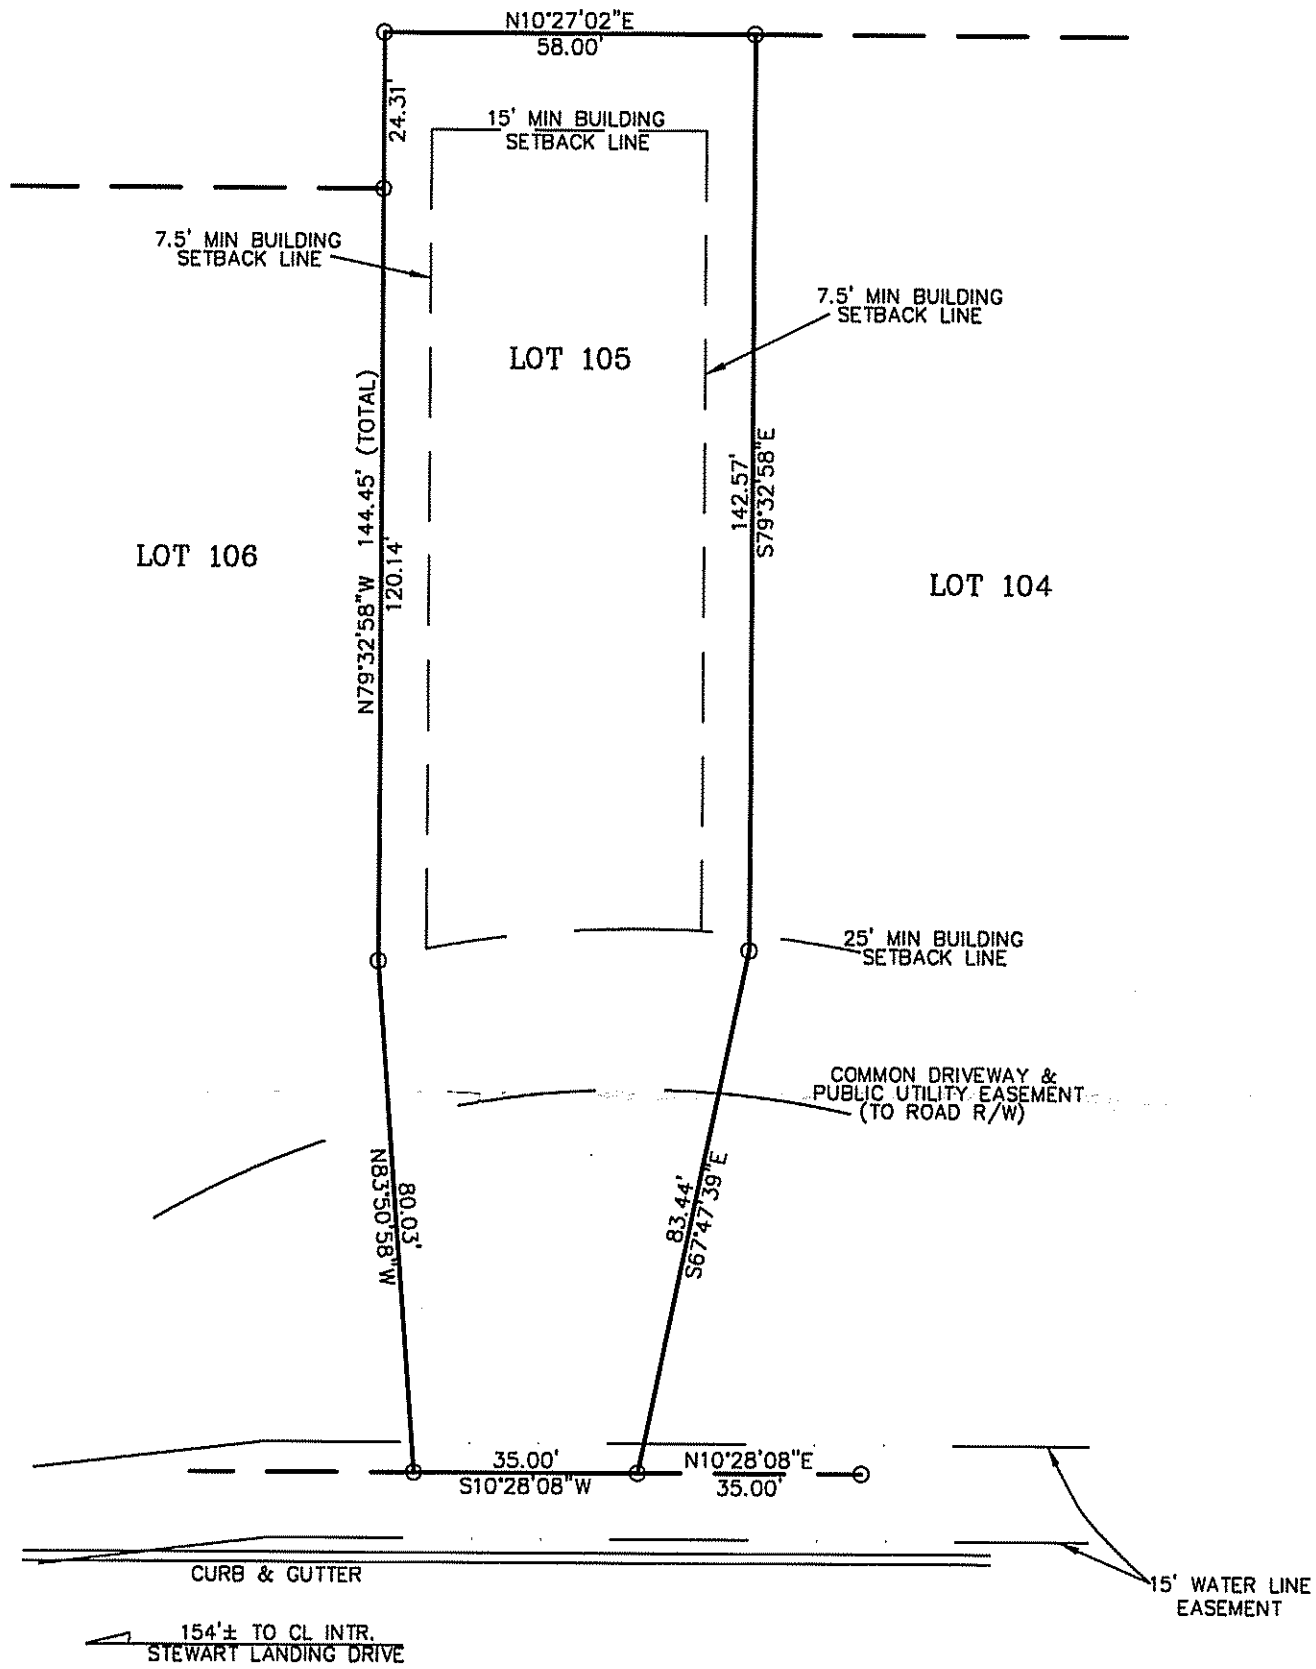 N10°27'02"E
58.00'
24.31'
15' MIN BUILDING
SETBACK LINE
7.5' MIN BUILDING
SETBACK LINE
7.5' MIN BUILDING
SETBACK LINE
LOT 105
N79°32'58"W 144.45' (TOTAL)
120.14'
142.57'
S79°32'58"E
LOT 106
LOT 104
25' MIN BUILDING
SETBACK LINE
COMMON DRIVEWAY &
PUBLIC UTILITY EASEMENT
(TO ROAD R/W)
80.03'
N83°50'58"W
83.44'
S67°47'39"E
35.00'
S10°28'08"W
N10°28'08"E
35.00'
CURB & GUTTER
15' WATER LINE
EASEMENT
154'± TO CL INTR.
STEWART LANDING DRIVE